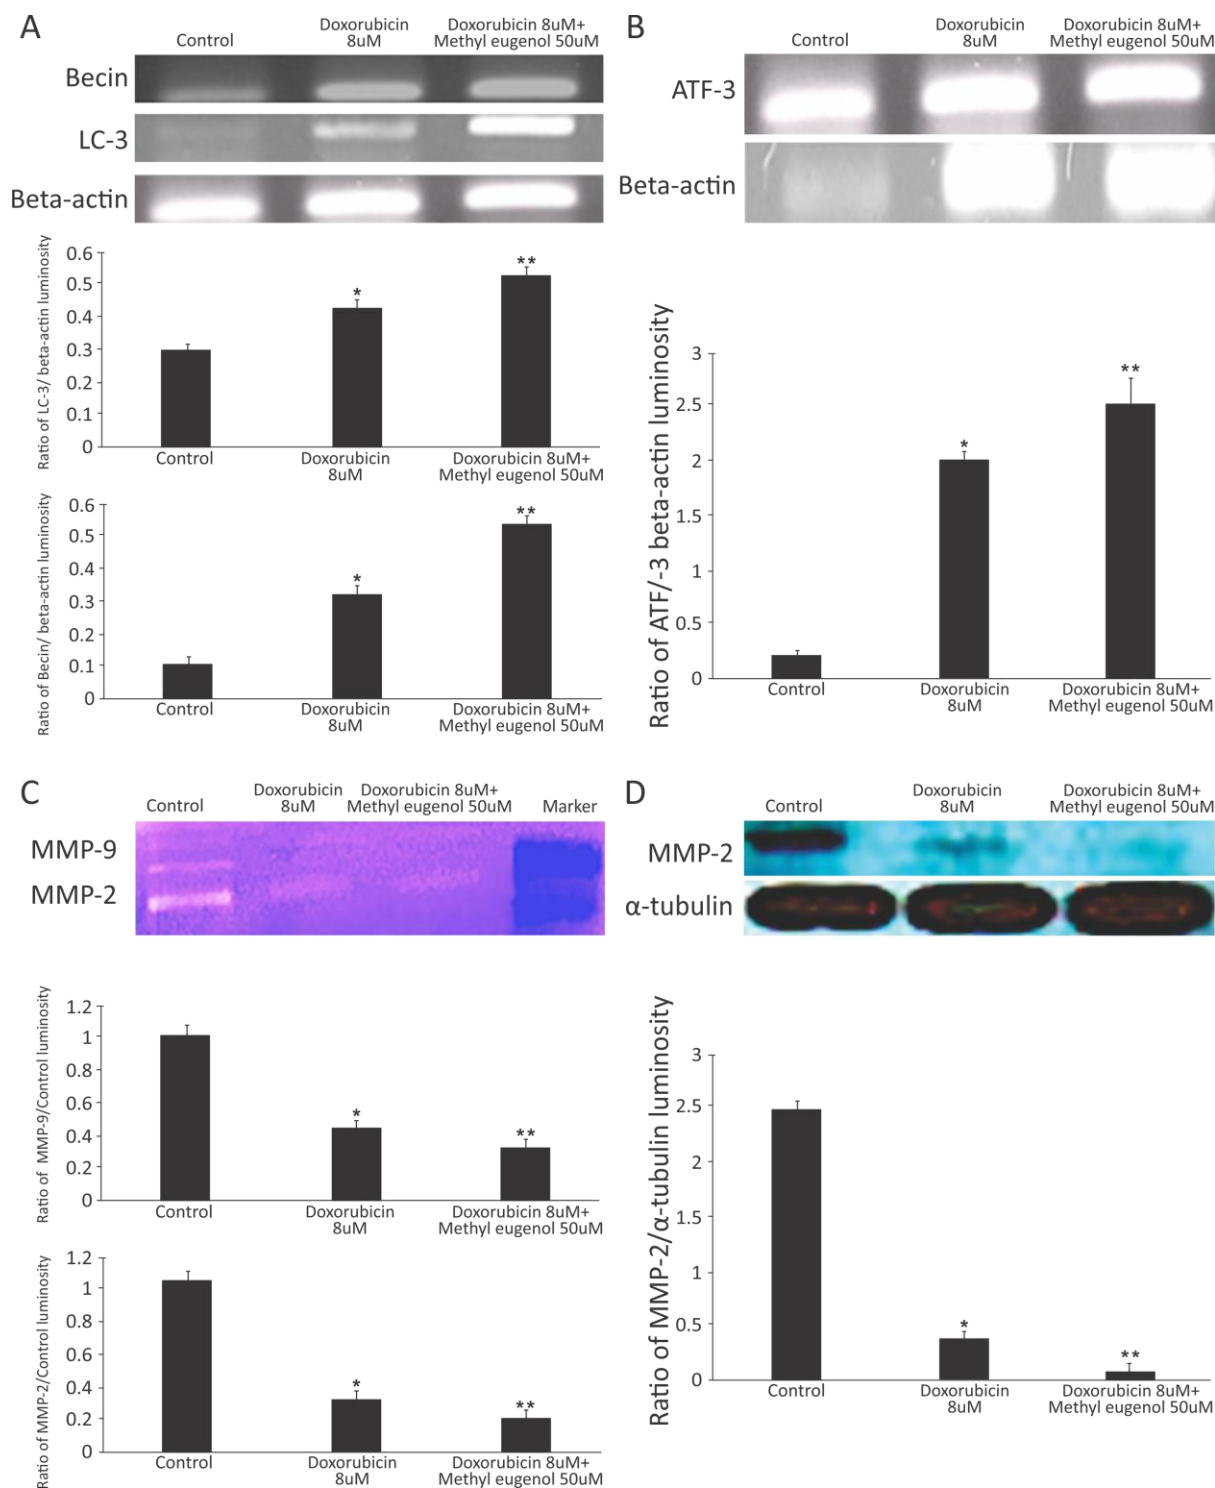 A
Control
Doxorubicin
8uM
Doxorubicin 8uM+
Methyl eugenol 50uM
Becin
LC-3
Beta-actin
Ratio of LC-3/ beta-actin luminosity
0.6
0.5
0.4
0.3
0.2
0.1
0
Control
Doxorubicin
8uM
Doxorubicin 8uM+
Methyl eugenol 50uM
**
*
Ratio of Becin/ beta-actin luminosity
0.6
0.5
0.4
0.3
0.2
0.1
0
Control
Doxorubicin
8uM
Doxorubicin 8uM+
Methyl eugenol 50uM
**
*
B
Control
Doxorubicin
8uM
Doxorubicin 8uM+
Methyl eugenol 50uM
ATF-3
Beta-actin
Ratio of ATF/-3 beta-actin luminosity
3
2.5
2
1.5
1
0.5
0
Control
Doxorubicin
8uM
Doxorubicin 8uM+
Methyl eugenol 50uM
**
*
C
Control
Doxorubicin
8uM
Doxorubicin 8uM+
Methyl eugenol 50uM
Marker
MMP-9
MMP-2
Ratio of MMP-9/Control luminosity
1.2
1
0.8
0.6
0.4
0.2
0
Control
Doxorubicin
8uM
Doxorubicin 8uM+
Methyl eugenol 50uM
*
**
Ratio of MMP-2/Control luminosity
1.2
1
0.8
0.6
0.4
0.2
0
Control
Doxorubicin
8uM
Doxorubicin 8uM+
Methyl eugenol 50uM
*
**
D
Control
Doxorubicin
8uM
Doxorubicin 8uM+
Methyl eugenol 50uM
MMP-2
α-tubulin
Ratio of MMP-2/α-tubulin luminosity
3
2.5
2
1.5
1
0.5
0
Control
Doxorubicin
8uM
Doxorubicin 8uM+
Methyl eugenol 50uM
*
**